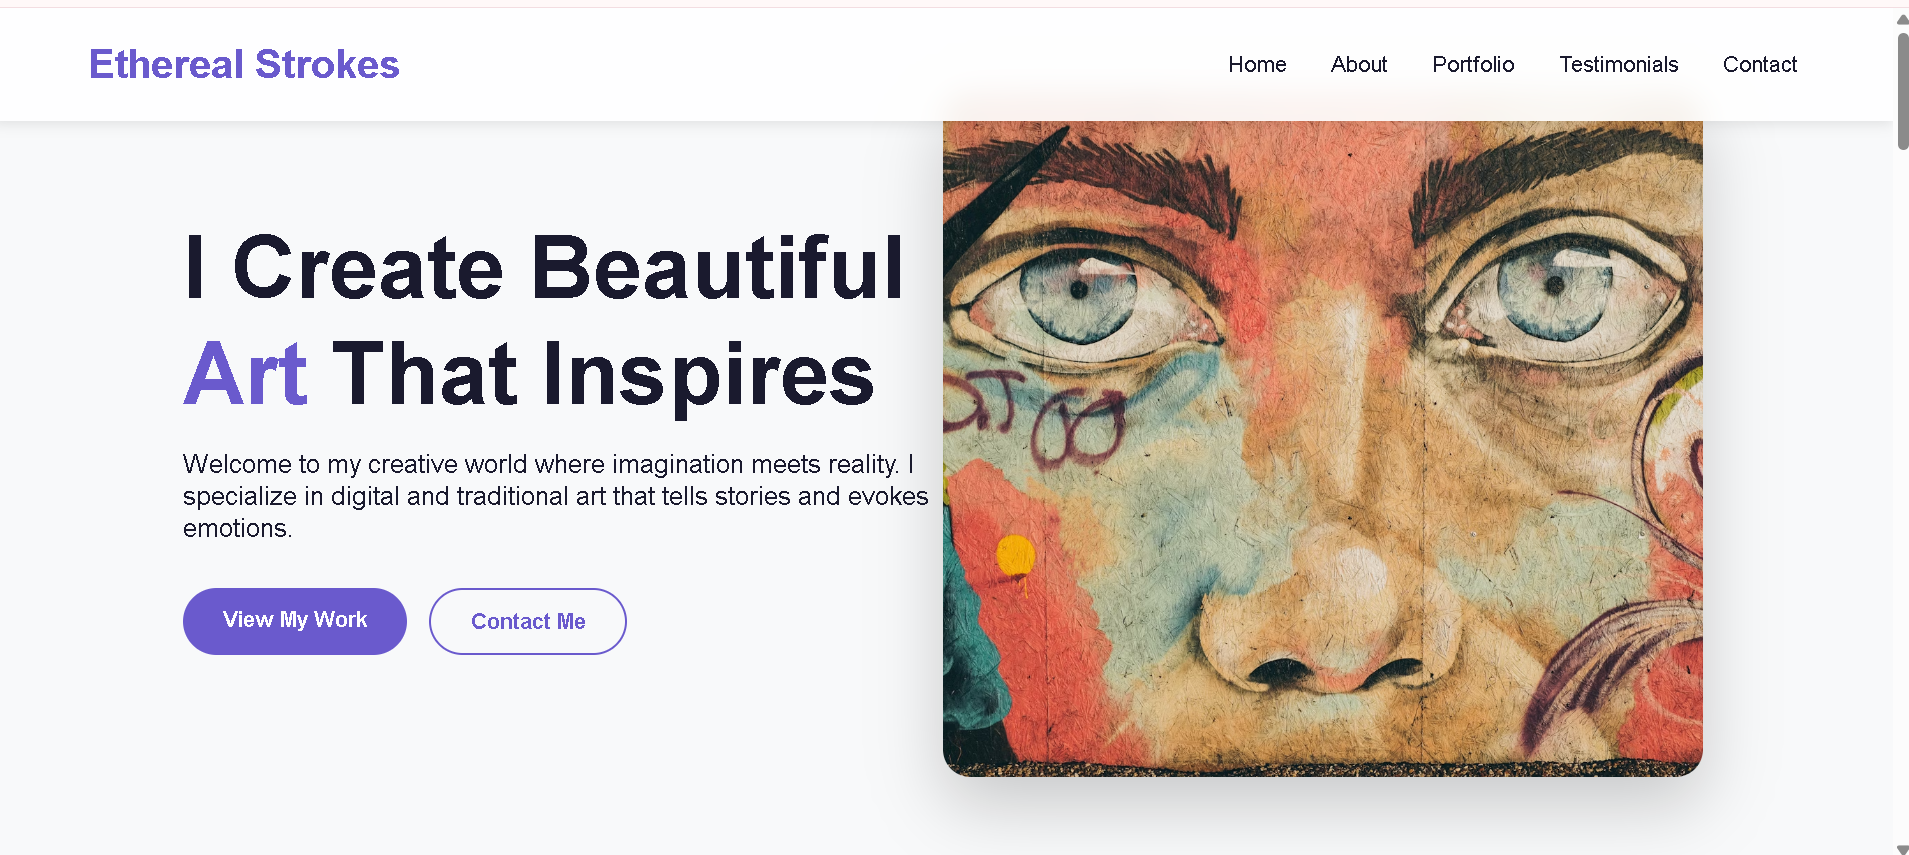 Ethereal Strokes
Home About Portfolio Testimonials Contact
I Create Beautiful
Art That Inspires
Welcome to my creative world where imagination meets reality. I
specialize in digital and traditional art that tells stories and evokes
emotions.
View My Work
Contact Me